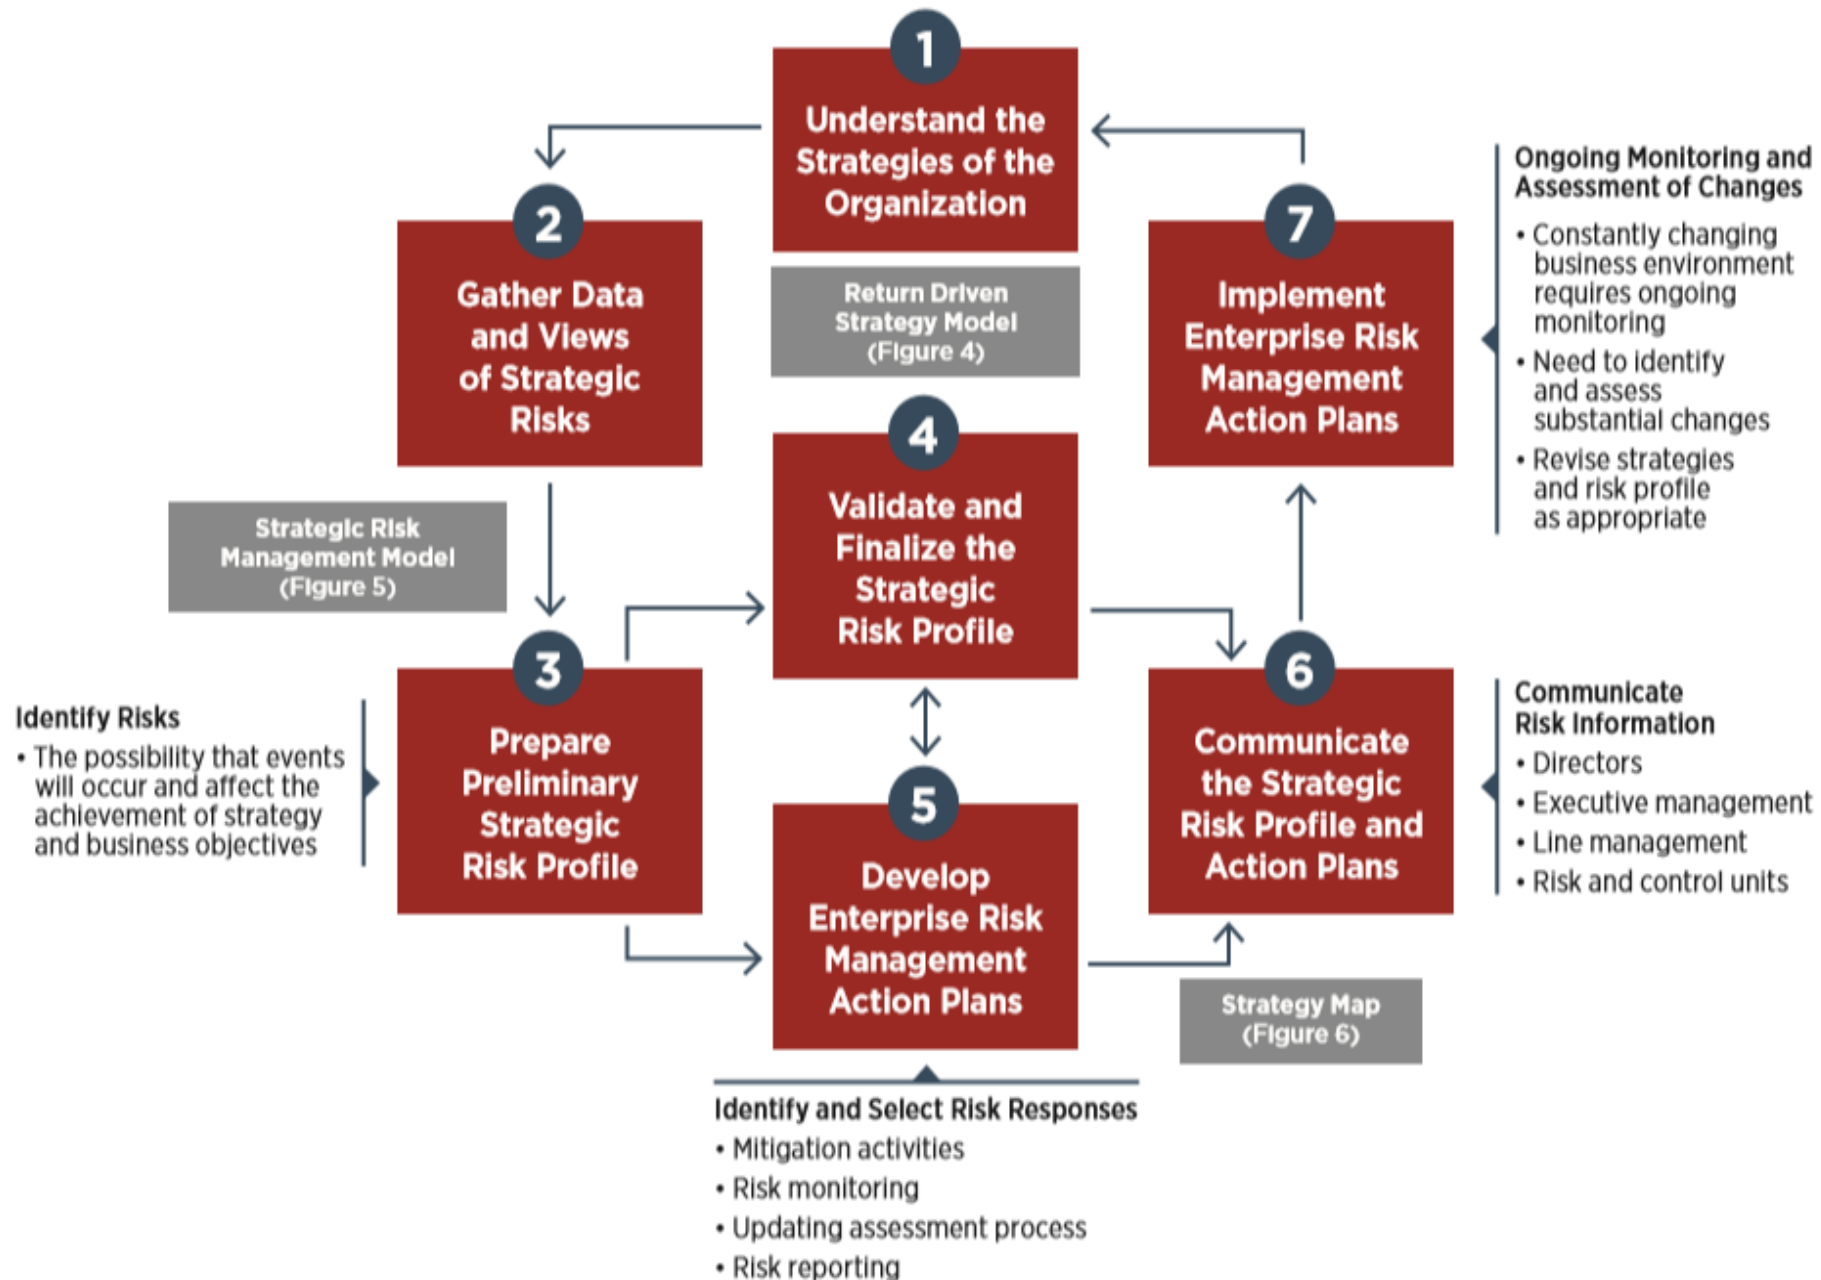 1
Understand the
Strategies of the
Organization
Return Driven
Strategy Model
(Figure 4)
2
Gather Data
and Views
of Strategic
Risks
Strategic Risk
Management Model
(Figure 5)
3
Prepare
Preliminary
Strategic
Risk Profile
Identify Risks
• The possibility that events
will occur and affect the
achievement of strategy
and business objectives
4
Validate and
Finalize the
Strategic
Risk Profile
5
Develop
Enterprise Risk
Management
Action Plans
Identify and Select Risk Responses
• Mitigation activities
• Risk monitoring
• Updating assessment process
• Risk reporting
6
Communicate
the Strategic
Risk Profile and
Action Plans
Strategy Map
(Figure 6)
Communicate
Risk Information
• Directors
• Executive management
• Line management
• Risk and control units
7
Implement
Enterprise Risk
Management
Action Plans
Ongoing Monitoring and
Assessment of Changes
• Constantly changing
business environment
requires ongoing
monitoring
• Need to identify
and assess
substantial changes
• Revise strategies
and risk profile
as appropriate